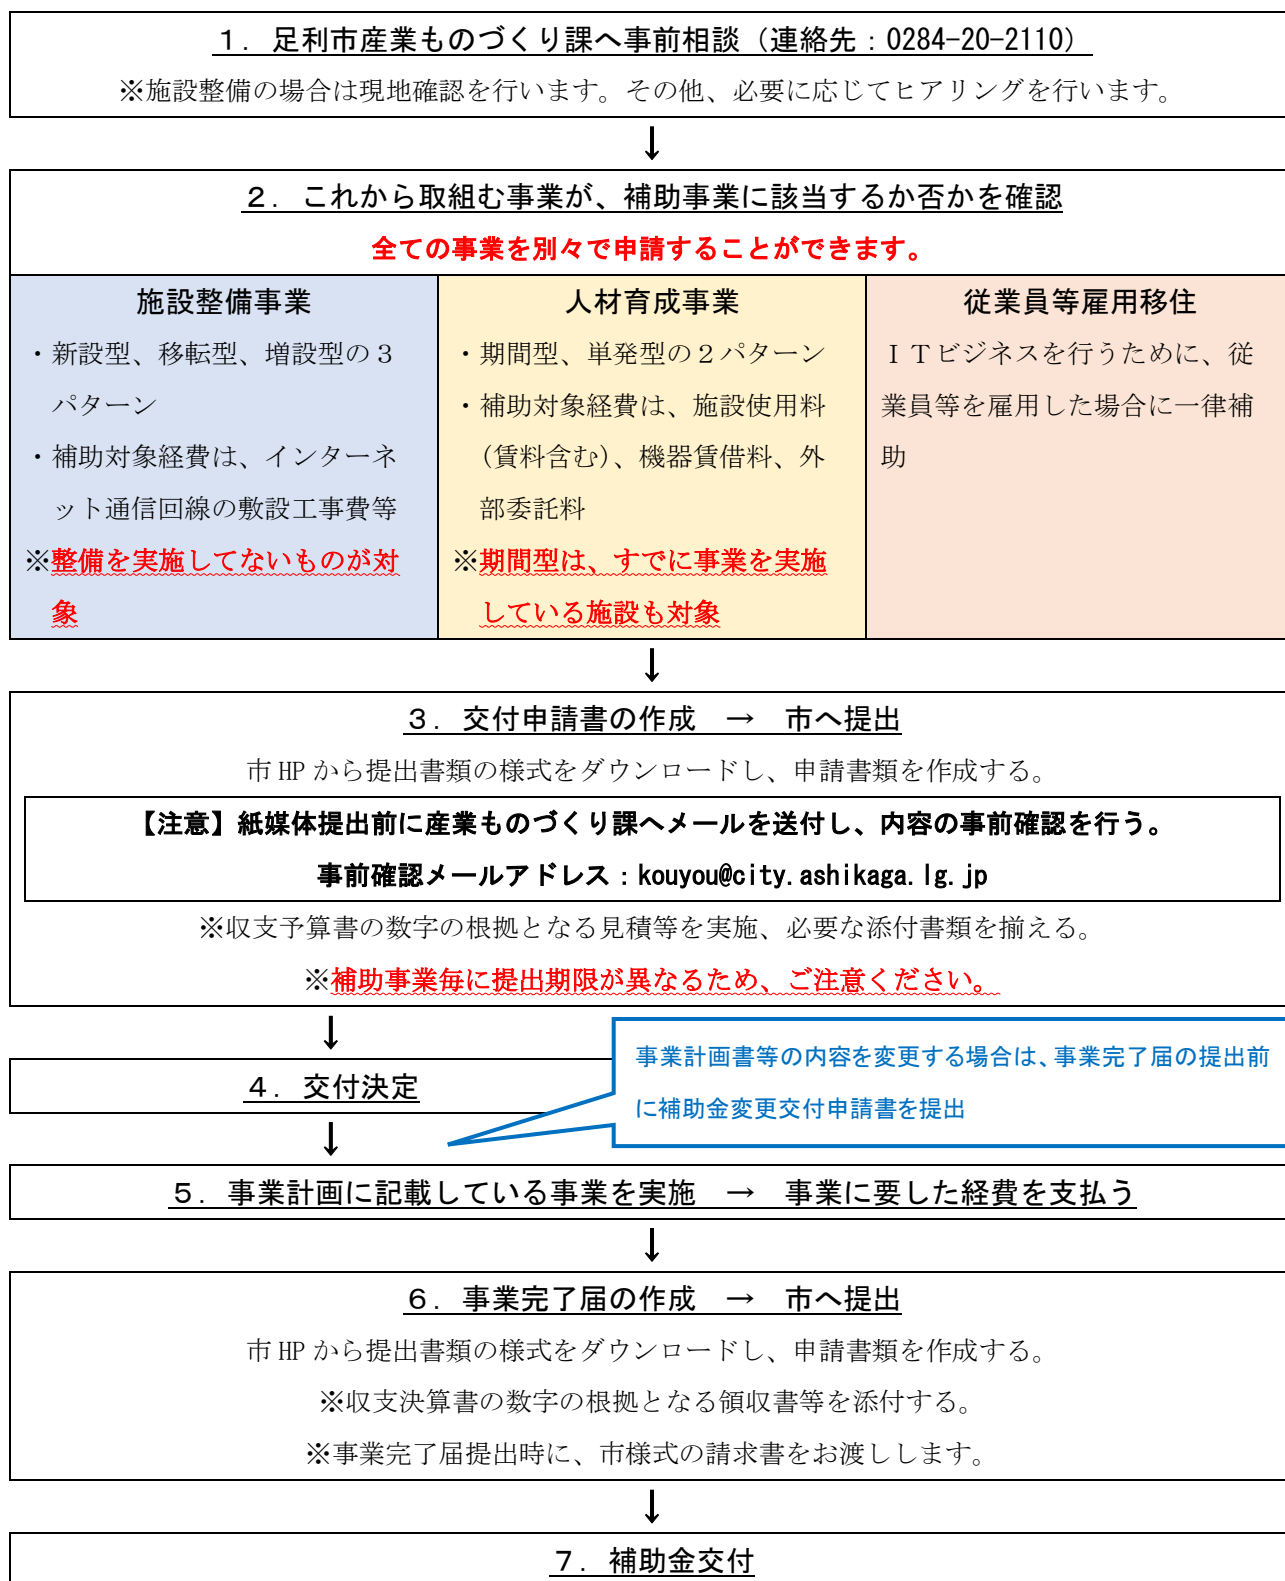 １．足利市産業ものづくり課へ事前相談（連絡先：0284-20-2110）
※施設整備の場合は現地確認を行います。その他、必要に応じてヒアリングを行います。
↓
２．これから取組む事業が、補助事業に該当するか否かを確認
全ての事業を別々で申請することができます。
施設整備事業
・新設型、移転型、増設型の３
パターン
・補助対象経費は、インターネ
ット通信回線の敷設工事費等
※整備を実施してないものが対
象
人材育成事業
・期間型、単発型の２パターン
・補助対象経費は、施設使用料
（賃料含む）、機器賃借料、外
部委託料
※期間型は、すでに事業を実施
している施設も対象
従業員等雇用移住
ＩＴビジネスを行うために、従
業員等を雇用した場合に一律補
助
↓
３．交付申請書の作成　→　市へ提出
市 HP から提出書類の様式をダウンロードし、申請書類を作成する。
【注意】紙媒体提出前に産業ものづくり課へメールを送付し、内容の事前確認を行う。
事前確認メールアドレス：kouyou@city.ashikaga.lg.jp
※収支予算書の数字の根拠となる見積等を実施、必要な添付書類を揃える。
※補助事業毎に提出期限が異なるため、ご注意ください。
↓
４．交付決定
事業計画書等の内容を変更する場合は、事業完了届の提出前
に補助金変更交付申請書を提出
↓
５．事業計画に記載している事業を実施　→　事業に要した経費を支払う
↓
６．事業完了届の作成　→　市へ提出
市 HP から提出書類の様式をダウンロードし、申請書類を作成する。
※収支決算書の数字の根拠となる領収書等を添付する。
※事業完了届提出時に、市様式の請求書をお渡しします。
↓
７．補助金交付